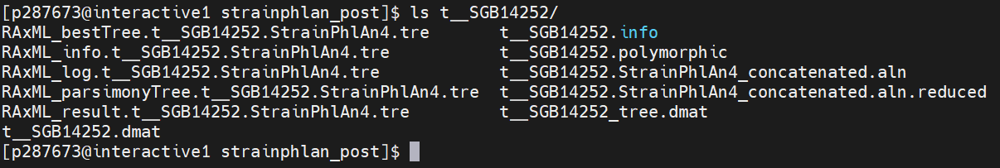 [p287673@interactive1 strainphlan_post]$ ls t__SGB14252/
RAxML_bestTree.t__SGB14252.StrainPhlAn4.tre       t__SGB14252.info
RAxML_info.t__SGB14252.StrainPhlAn4.tre           t__SGB14252.polymorphic
RAxML_log.t__SGB14252.StrainPhlAn4.tre            t__SGB14252.StrainPhlAn4_concatenated.aln
RAxML_parsimonyTree.t__SGB14252.StrainPhlAn4.tre  t__SGB14252.StrainPhlAn4_concatenated.aln.reduced
RAxML_result.t__SGB14252.StrainPhlAn4.tre         t__SGB14252_tree.dmat
t__SGB14252.dmat
[p287673@interactive1 strainphlan_post]$